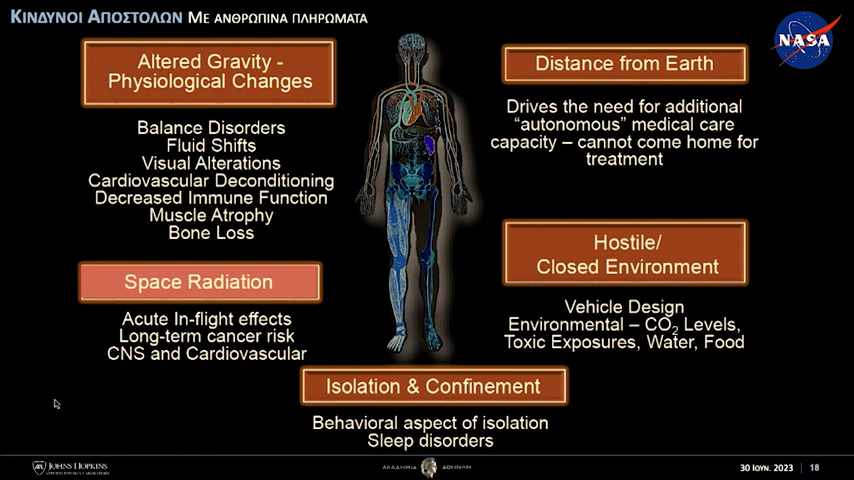 ΚΙΝΔΥΝΟΙ ΑΠΟΣΤΟΛΩΝ ΜΕ ΑΝΘΡΩΠΙΝΑ ΠΛΗΡΩΜΑΤΑ
NASA
Altered Gravity -
Physiological Changes
Balance Disorders
Fluid Shifts
Visual Alterations
Cardiovascular Deconditioning
Decreased Immune Function
Muscle Atrophy
Bone Loss
Space Radiation
Acute In-flight effects
Long-term cancer risk
CNS and Cardiovascular
Distance from Earth
Drives the need for additional
“autonomous” medical care
capacity – cannot come home for
treatment
Hostile/
Closed Environment
Vehicle Design
Environmental – CO₂ Levels,
Toxic Exposures, Water, Food
Isolation & Confinement
Behavioral aspect of isolation
Sleep disorders
APL JOHNS HOPKINS
ΑΚΑΔΗΜΙΑ ΑΘΗΝΩΝ
30 ΙΟΥΝ. 2023 | 18